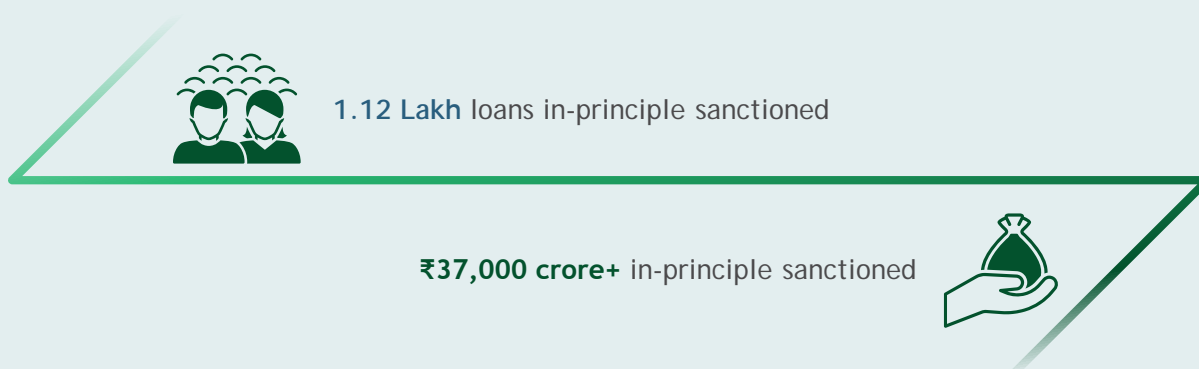 1.12 Lakh loans in-principle sanctioned
₹37,000 crore+ in-principle sanctioned